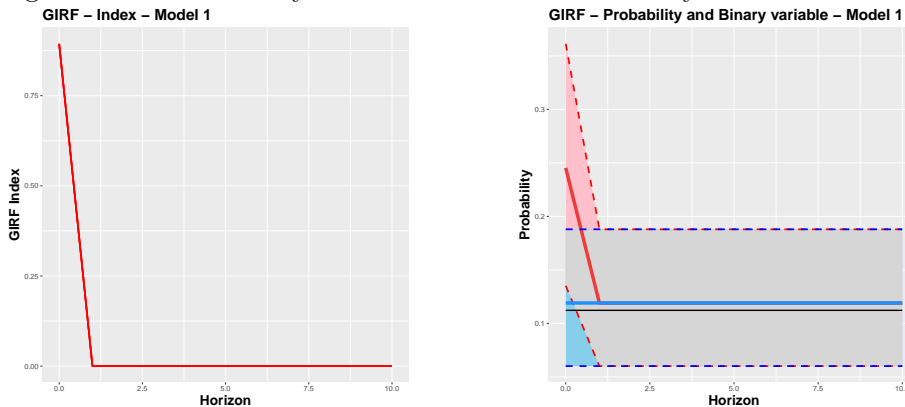 GIRF – Index – Model 1
GIRF Index
0.75
0.50
0.25
0.00
0.0 2.5 5.0 7.5 10.0
Horizon
GIRF – Probability and Binary variable – Model 1
Probability
0.3
0.2
0.1
0.0 2.5 5.0 7.5 10.
Horizon